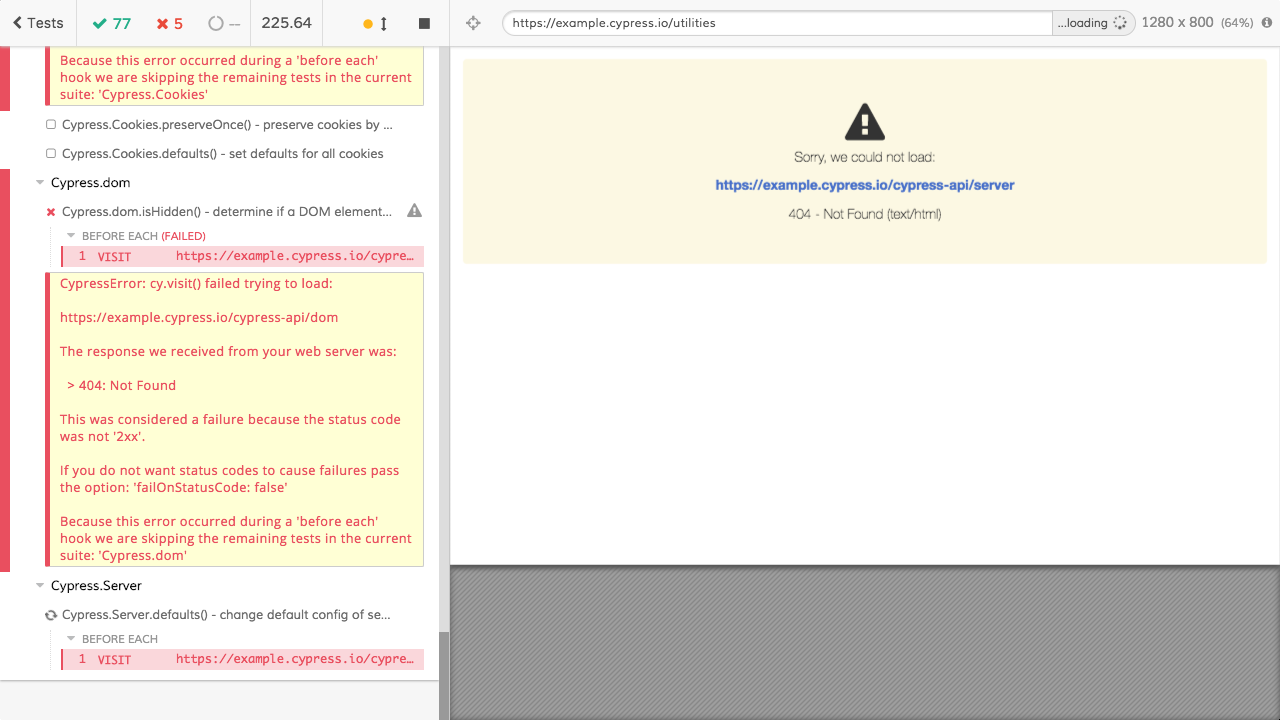 Tests 77 5 -- 225.64 https://example.cypress.io/utilities ...loading 1280 x 800 (64%)
Because this error occurred during a 'before each'
hook we are skipping the remaining tests in the current
suite: 'Cypress.Cookies'
Cypress.Cookies.preserveOnce() - preserve cookies by ...
Cypress.Cookies.defaults() - set defaults for all cookies
Cypress.dom
Cypress.dom.isHidden() - determine if a DOM element...
BEFORE EACH (FAILED)
1 VISIT https://example.cypress.io/cypre...
CypressError: cy.visit() failed trying to load:
https://example.cypress.io/cypress-api/dom
The response we received from your web server was:
> 404: Not Found
This was considered a failure because the status code
was not '2xx'.
If you do not want status codes to cause failures pass
the option: 'failOnStatusCode: false'
Because this error occurred during a 'before each'
hook we are skipping the remaining tests in the current
suite: 'Cypress.dom'
Cypress.Server
Cypress.Server.defaults() - change default config of se...
BEFORE EACH
1 VISIT https://example.cypress.io/cypre...
Sorry, we could not load:
https://example.cypress.io/cypress-api/server
404 - Not Found (text/html)